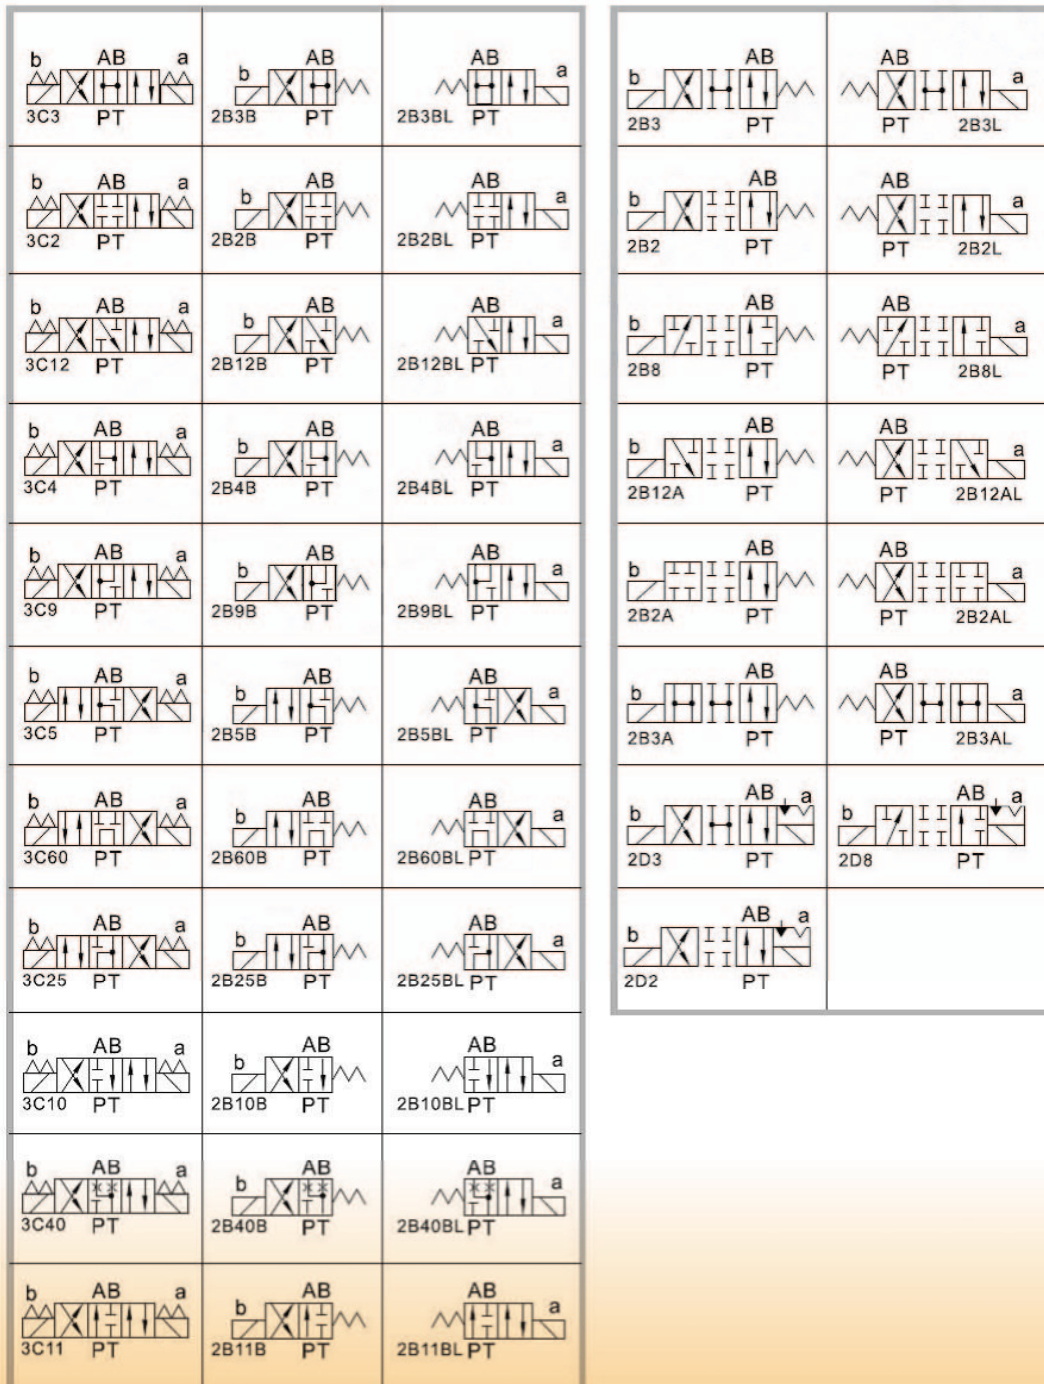 b AB a
3C3 PT
b AB
2B3B PT
AB a
2B3BL PT
b AB a
3C2 PT
b AB
2B2B PT
AB a
2B2BL PT
b AB a
3C12 PT
b AB
2B12B PT
AB a
2B12BL PT
b AB a
3C4 PT
b AB
2B4B PT
AB a
2B4BL PT
b AB a
3C9 PT
b AB
2B9B PT
AB a
2B9BL PT
b AB a
3C5 PT
b AB
2B5B PT
AB a
2B5BL PT
b AB a
3C60 PT
b AB
2B60B PT
AB a
2B60BL PT
b AB a
3C25 PT
b AB
2B25B PT
AB a
2B25BL PT
b AB a
3C10 PT
b AB
2B10B PT
AB a
2B10BL PT
b AB a
3C40 PT
b AB
2B40B PT
AB a
2B40BL PT
b AB a
3C11 PT
b AB
2B11B PT
AB a
2B11BL PT
b AB
2B3 PT
AB a
PT 2B3L
b AB
2B2 PT
AB a
PT 2B2L
b AB
2B8 PT
AB a
PT 2B8L
b AB
2B12A PT
AB a
PT 2B12AL
b AB
2B2A PT
AB a
PT 2B2AL
b AB
2B3A PT
AB a
PT 2B3AL
b AB a
2D3 PT
b AB a
2D8 PT
b AB a
2D2 PT